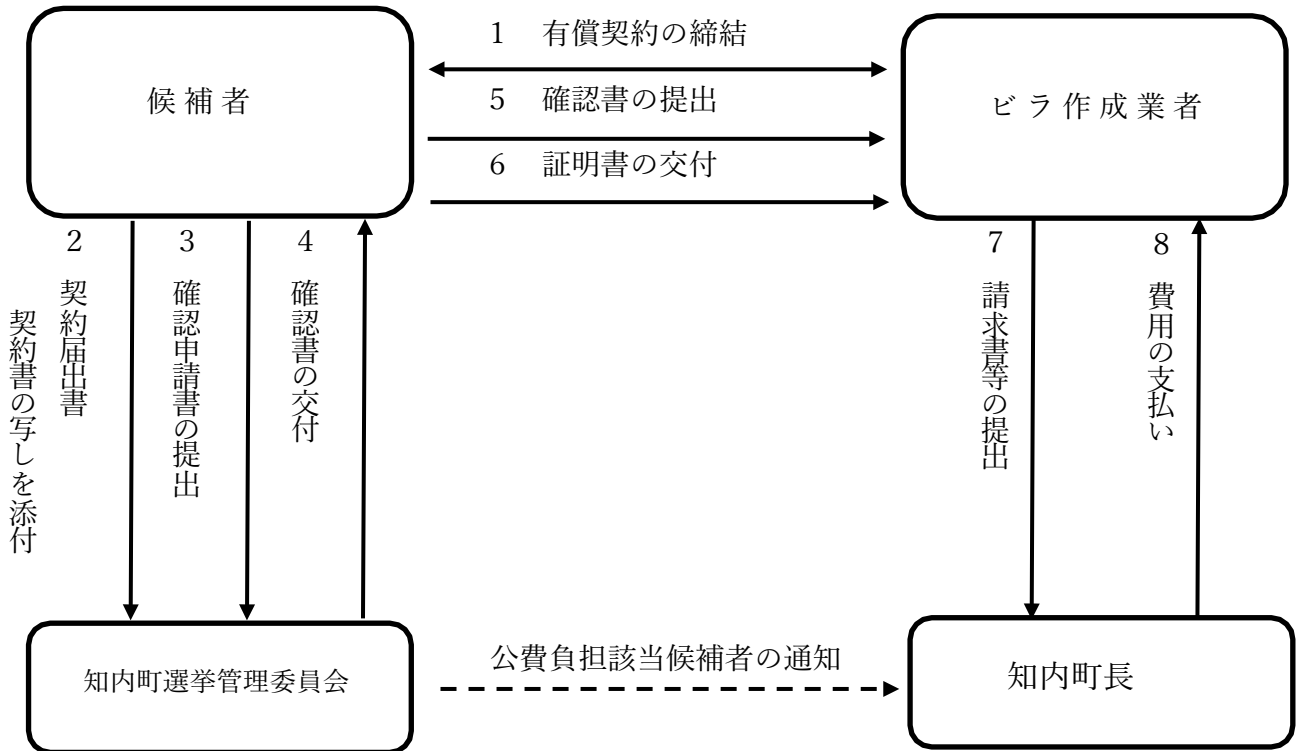 1 有償契約の締結
候補者
5 確認書の提出
ビラ作成業者
6 証明書の交付
2 契約届出書
契約書の写しを添付
3 確認申請書の提出
4 確認書の交付
7 請求書等の提出
8 費用の支払い
知内町選挙管理委員会
公費負担該当候補者の通知
知内町長